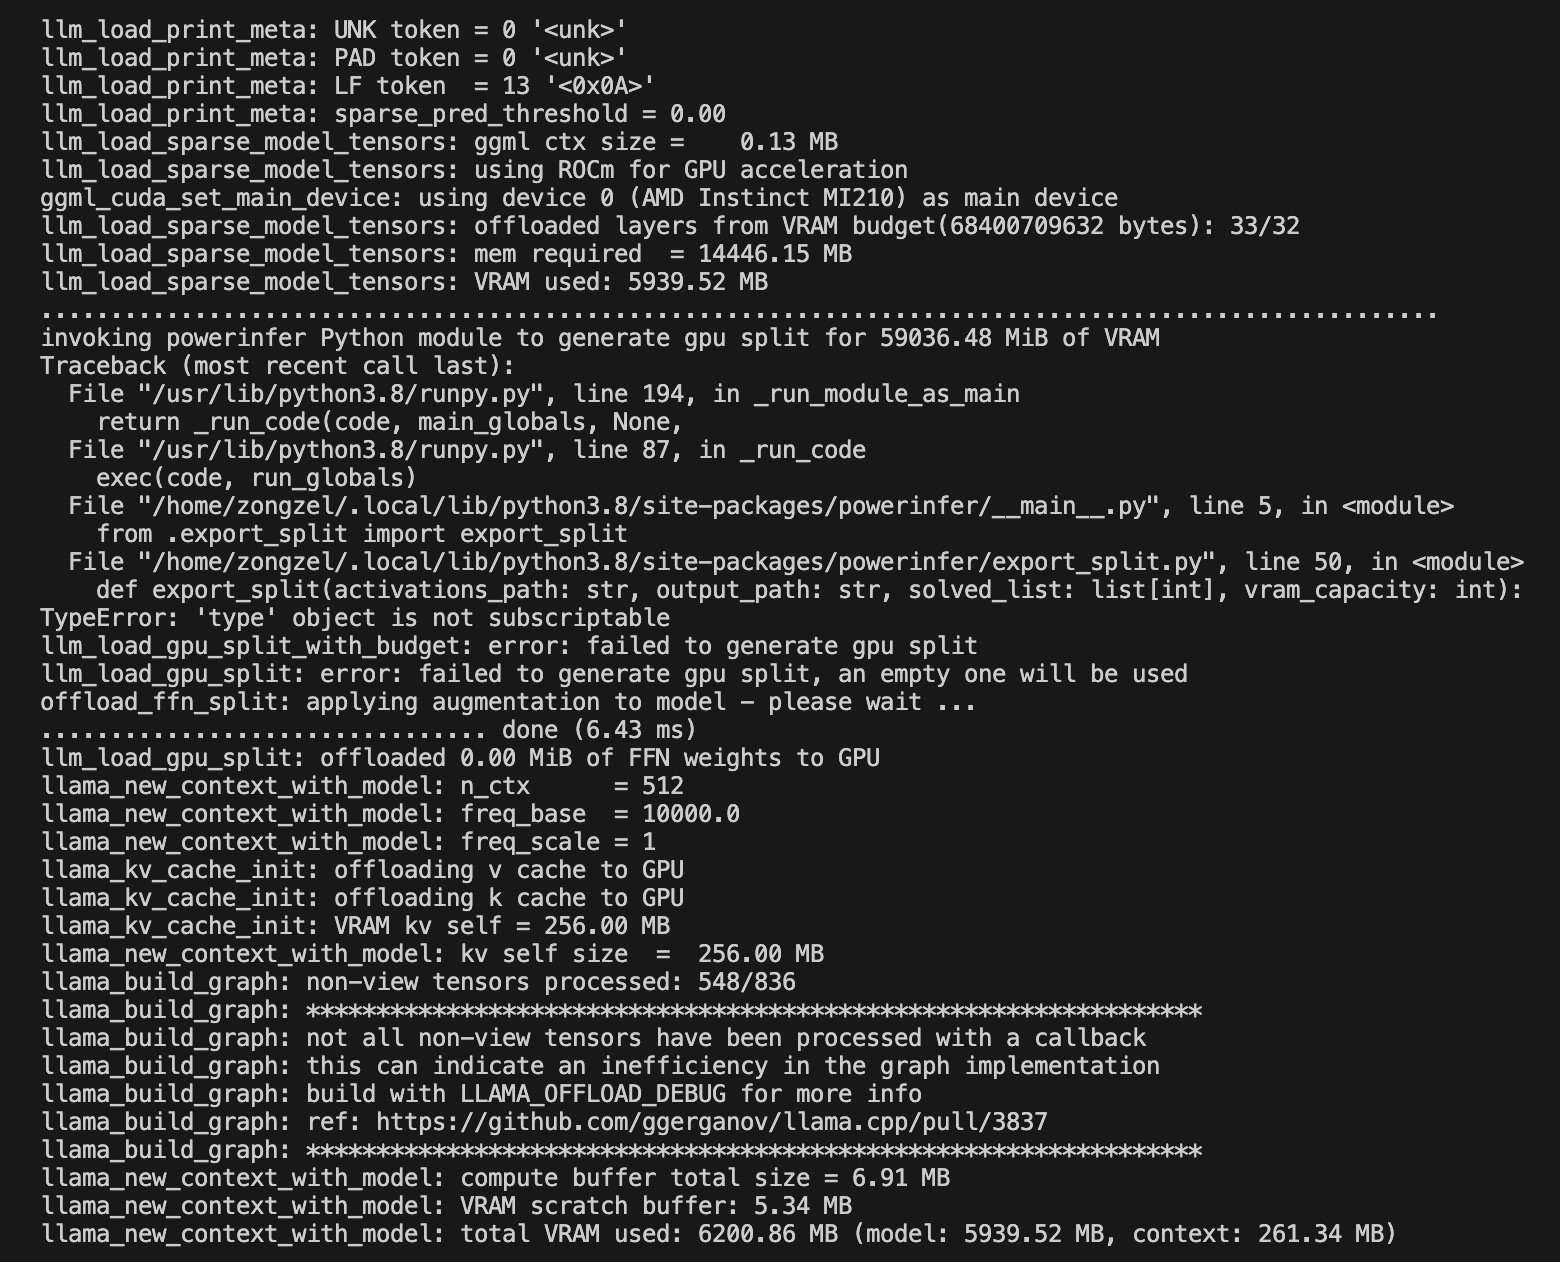 llm_load_print_meta: UNK token = 0 '<unk>'
llm_load_print_meta: PAD token = 0 '<unk>'
llm_load_print_meta: LF token  = 13 '<0x0A>'
llm_load_print_meta: sparse_pred_threshold = 0.00
llm_load_sparse_model_tensors: ggml ctx size =    0.13 MB
llm_load_sparse_model_tensors: using ROCm for GPU acceleration
ggml_cuda_set_main_device: using device 0 (AMD Instinct MI210) as main device
llm_load_sparse_model_tensors: offloaded layers from VRAM budget(68400709632 bytes): 33/32
llm_load_sparse_model_tensors: mem required  = 14446.15 MB
llm_load_sparse_model_tensors: VRAM used: 5939.52 MB
....................................................................................................
invoking powerinfer Python module to generate gpu split for 59036.48 MiB of VRAM
Traceback (most recent call last):
  File "/usr/lib/python3.8/runpy.py", line 194, in _run_module_as_main
    return _run_code(code, main_globals, None,
  File "/usr/lib/python3.8/runpy.py", line 87, in _run_code
    exec(code, run_globals)
  File "/home/zongzel/.local/lib/python3.8/site-packages/powerinfer/__main__.py", line 5, in <module>
    from .export_split import export_split
  File "/home/zongzel/.local/lib/python3.8/site-packages/powerinfer/export_split.py", line 50, in <module>
    def export_split(activations_path: str, output_path: str, solved_list: list[int], vram_capacity: int):
TypeError: 'type' object is not subscriptable
llm_load_gpu_split_with_budget: error: failed to generate gpu split
llm_load_gpu_split: error: failed to generate gpu split, an empty one will be used
offload_ffn_split: applying augmentation to model - please wait ...
................................ done (6.43 ms)
llm_load_gpu_split: offloaded 0.00 MiB of FFN weights to GPU
llama_new_context_with_model: n_ctx      = 512
llama_new_context_with_model: freq_base  = 10000.0
llama_new_context_with_model: freq_scale = 1
llama_kv_cache_init: offloading v cache to GPU
llama_kv_cache_init: offloading k cache to GPU
llama_kv_cache_init: VRAM kv self = 256.00 MB
llama_new_context_with_model: kv self size  =  256.00 MB
llama_build_graph: non-view tensors processed: 548/836
llama_build_graph: ****************************************************************
llama_build_graph: not all non-view tensors have been processed with a callback
llama_build_graph: this can indicate an inefficiency in the graph implementation
llama_build_graph: build with LLAMA_OFFLOAD_DEBUG for more info
llama_build_graph: ref: https://github.com/ggerganov/llama.cpp/pull/3837
llama_build_graph: ****************************************************************
llama_new_context_with_model: compute buffer total size = 6.91 MB
llama_new_context_with_model: VRAM scratch buffer: 5.34 MB
llama_new_context_with_model: total VRAM used: 6200.86 MB (model: 5939.52 MB, context: 261.34 MB)